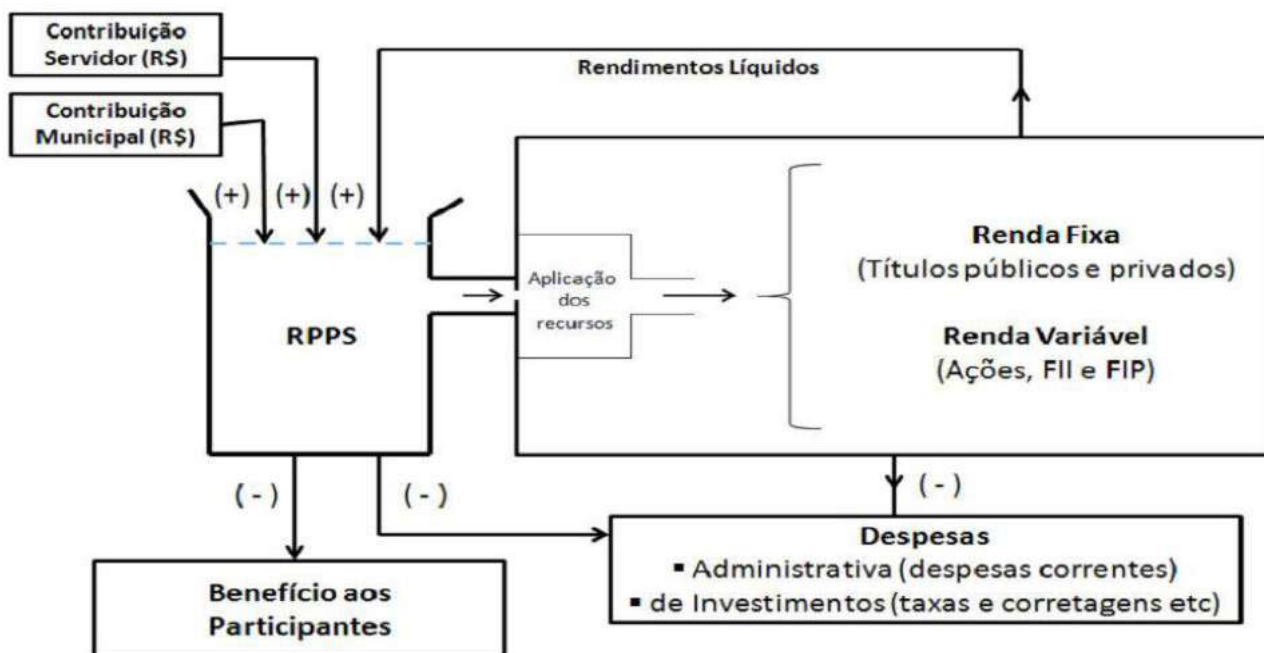 Contribuição
Servidor (R$)
Contribuição
Municipal (R$)
Rendimentos Líquidos
(+) (+) (+)
Aplicação
dos
recursos
RPPS
Renda Fixa
(Títulos públicos e privados)
Renda Variável
(Ações, FII e FIP)
(-) (-) (-)
Benefício aos
Participantes
Despesas
▪ Administrativa (despesas correntes)
▪ de Investimentos (taxas e corretagens etc)